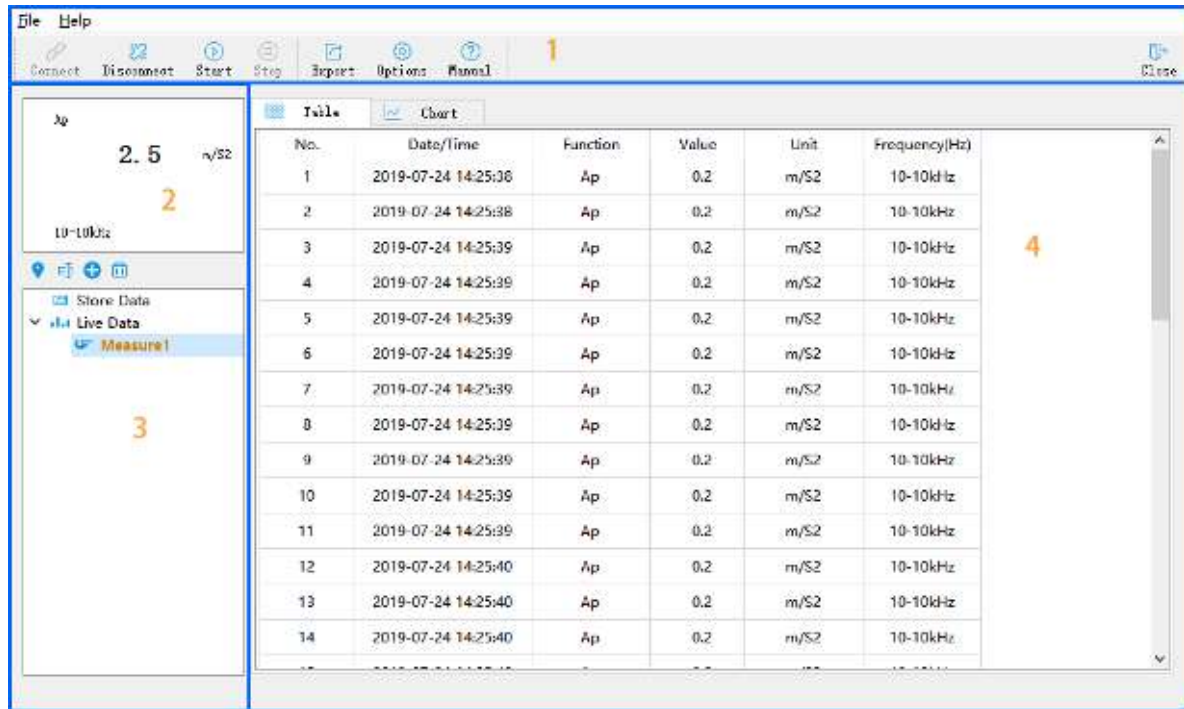 File Help
Connect Disconnect Start Stop Export Options Manual 1 Close
Ap
2.5 m/S2
2
10-10kHz
Store Data
Live Data
Measure1
3
Table Chart
No. Date/Time Function Value Unit Frequency(Hz)
1 2019-07-24 14:25:38 Ap 0.2 m/S2 10-10kHz
2 2019-07-24 14:25:38 Ap 0.2 m/S2 10-10kHz
3 2019-07-24 14:25:39 Ap 0.2 m/S2 10-10kHz
4
4 2019-07-24 14:25:39 Ap 0.2 m/S2 10-10kHz
5 2019-07-24 14:25:39 Ap 0.2 m/S2 10-10kHz
6 2019-07-24 14:25:39 Ap 0.2 m/S2 10-10kHz
7 2019-07-24 14:25:39 Ap 0.2 m/S2 10-10kHz
8 2019-07-24 14:25:39 Ap 0.2 m/S2 10-10kHz
9 2019-07-24 14:25:39 Ap 0.2 m/S2 10-10kHz
10 2019-07-24 14:25:39 Ap 0.2 m/S2 10-10kHz
11 2019-07-24 14:25:39 Ap 0.2 m/S2 10-10kHz
12 2019-07-24 14:25:40 Ap 0.2 m/S2 10-10kHz
13 2019-07-24 14:25:40 Ap 0.2 m/S2 10-10kHz
14 2019-07-24 14:25:40 Ap 0.2 m/S2 10-10kHz